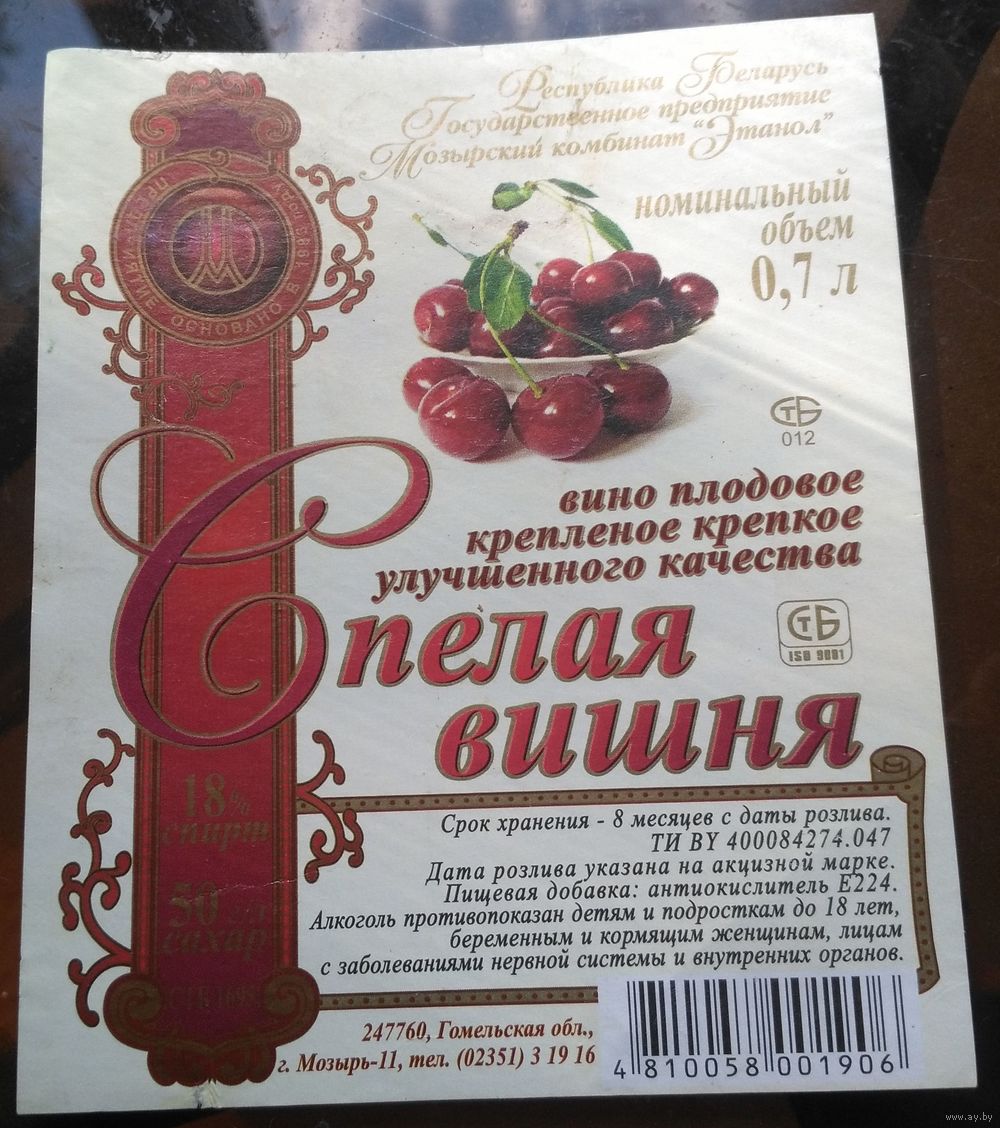 Республика Беларусь
Государственное предприятие
Мозырский комбинат "Этанол"
номинальный
объем
0,7 л
ОСНОВАНО В
СТБ
012
вино плодовое
крепленое крепкое
улучшенного качества
Спелая
вишня
СТБ
ISO 9001
18%
спирт
50
сахар
Срок хранения - 8 месяцев с даты розлива.
ТИ BY 400084274.047
Дата розлива указана на акцизной марке.
Пищевая добавка: антиокислитель Е224.
Алкоголь противопоказан детям и подросткам до 18 лет,
беременным и кормящим женщинам, лицам
с заболеваниями нервной системы и внутренних органов.
247760, Гомельская обл.,
г. Мозырь-11, тел. (02351) 3 19 16
4 810058 001906
www.ay.by